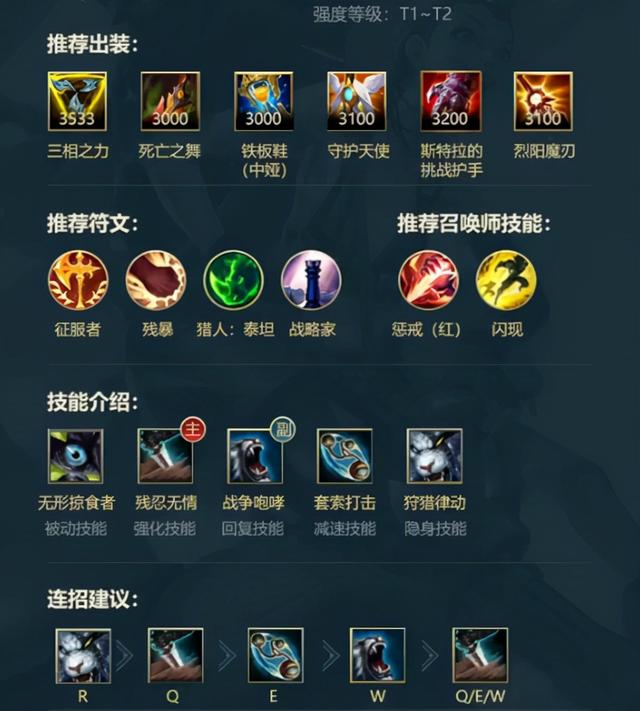 强度等级：T1~T2
推荐出装：
3533 3000 3000 3100 3200 3100
三相之力 死亡之舞 铁板鞋 守护天使 斯特拉的 烈阳魔刃
(中娅) 挑战护手
推荐符文： 推荐召唤师技能：
征服者 残暴 猎人：泰坦 战略家 惩戒（红） 闪现
技能介绍：
主 副
无形掠食者 残忍无情 战争咆哮 套索打击 狩猎律动
被动技能 强化技能 回复技能 减速技能 隐身技能
连招建议：
R Q E W Q/E/W